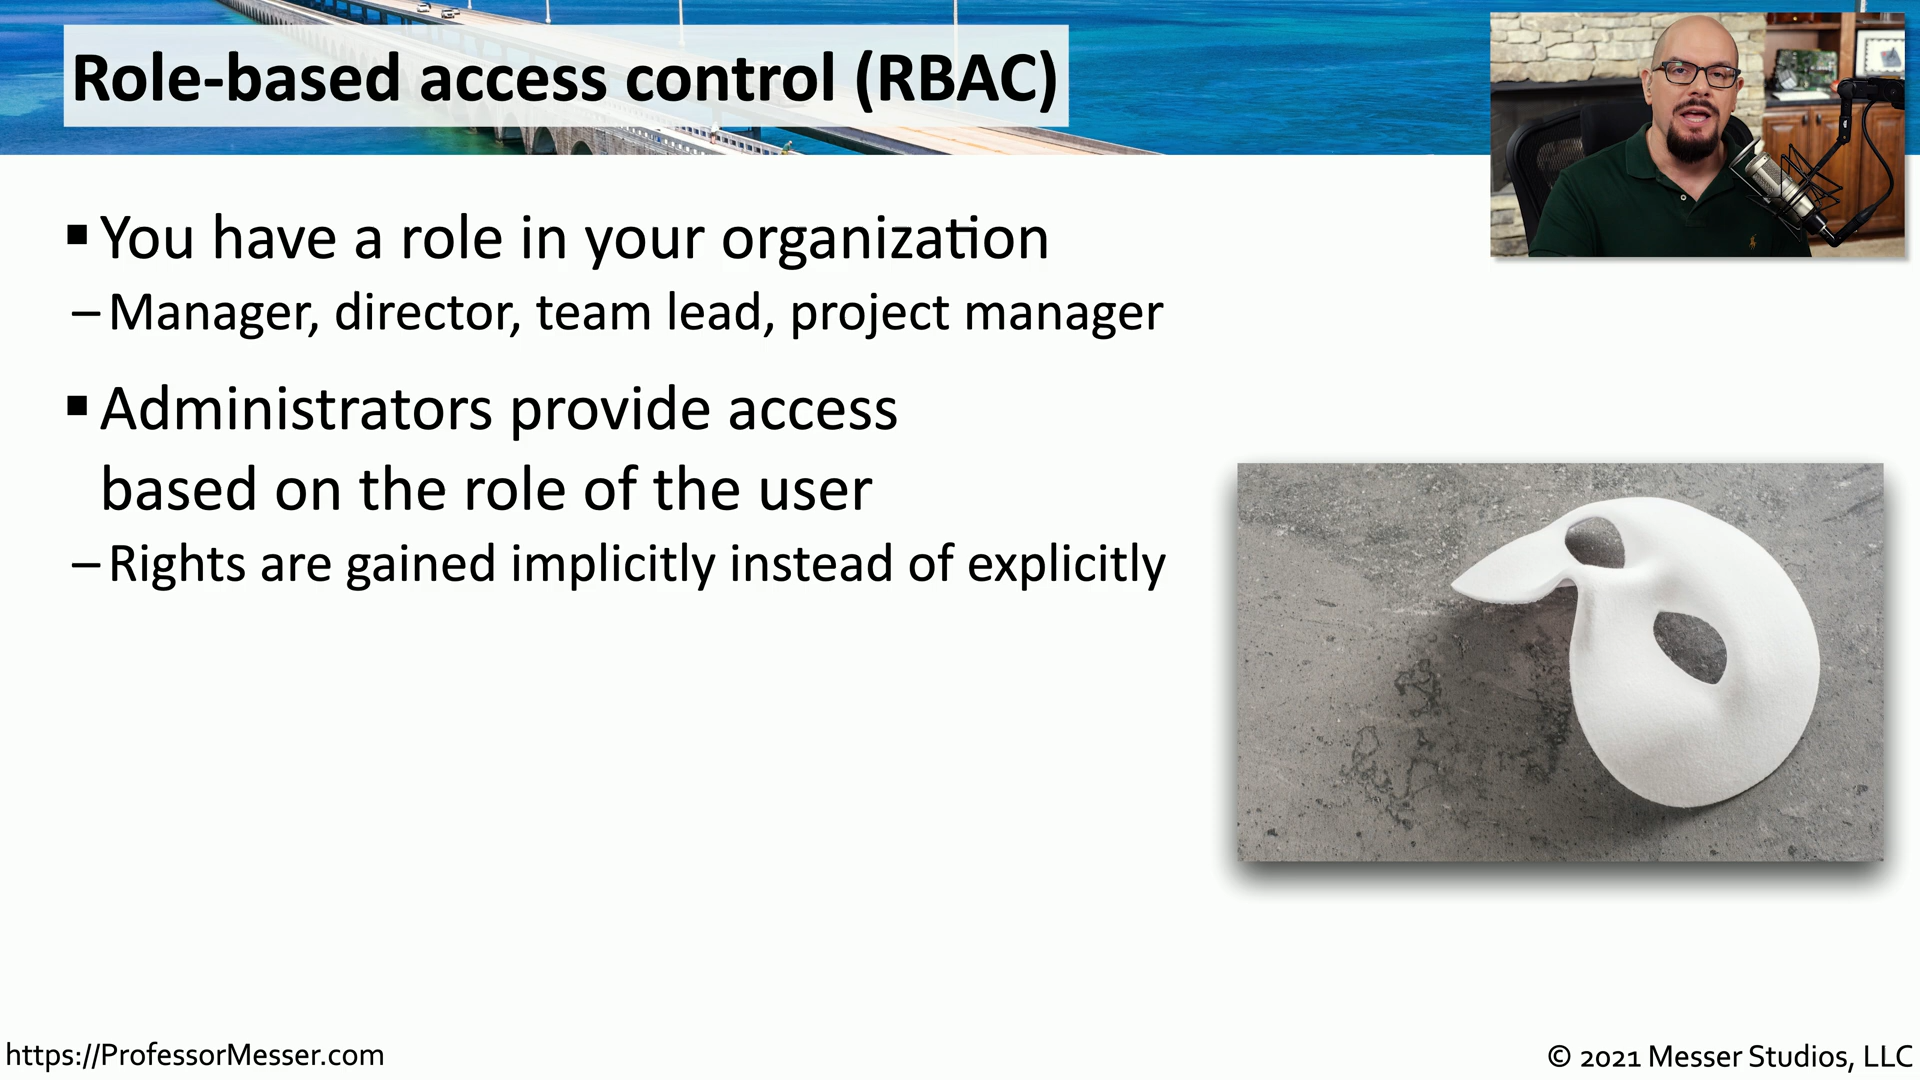 Role-based access control (RBAC)
▪ You have a role in your organization
– Manager, director, team lead, project manager
▪ Administrators provide access
based on the role of the user
– Rights are gained implicitly instead of explicitly
https://ProfessorMesser.com
© 2021 Messer Studios, LLC